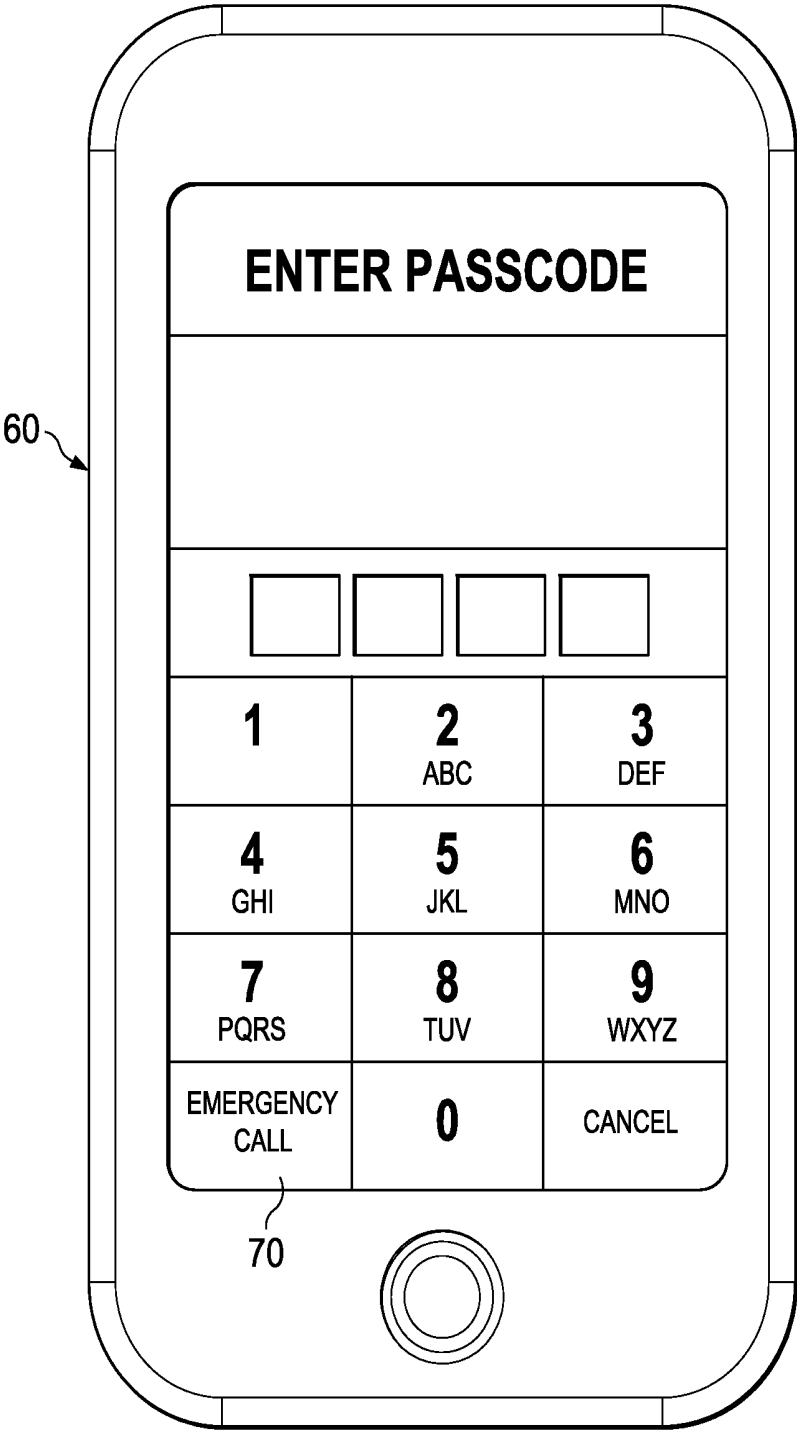 ENTER PASSCODE
60
1 2 3
ABC DEF
4 5 6
GHI JKL MNO
7 8 9
PQRS TUV WXYZ
EMERGENCY
CALL
0
CANCEL
70